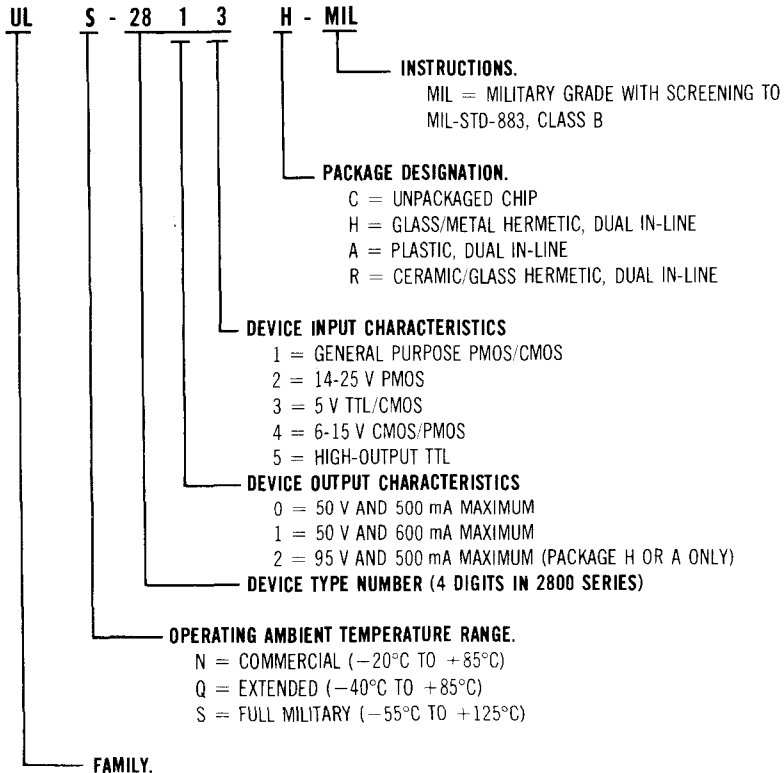 UL S - 28 1 3 H - MIL
INSTRUCTIONS.
MIL = MILITARY GRADE WITH SCREENING TO
MIL-STD-883, CLASS B
PACKAGE DESIGNATION.
C = UNPACKAGED CHIP
H = GLASS/METAL HERMETIC, DUAL IN-LINE
A = PLASTIC, DUAL IN-LINE
R = CERAMIC/GLASS HERMETIC, DUAL IN-LINE
DEVICE INPUT CHARACTERISTICS
1 = GENERAL PURPOSE PMOS/CMOS
2 = 14-25 V PMOS
3 = 5 V TTL/CMOS
4 = 6-15 V CMOS/PMOS
5 = HIGH-OUTPUT TTL
DEVICE OUTPUT CHARACTERISTICS
0 = 50 V AND 500 mA MAXIMUM
1 = 50 V AND 600 mA MAXIMUM
2 = 95 V AND 500 mA MAXIMUM (PACKAGE H OR A ONLY)
DEVICE TYPE NUMBER (4 DIGITS IN 2800 SERIES)
OPERATING AMBIENT TEMPERATURE RANGE.
N = COMMERCIAL (−20°C TO +85°C)
Q = EXTENDED (−40°C TO +85°C)
S = FULL MILITARY (−55°C TO +125°C)
FAMILY.